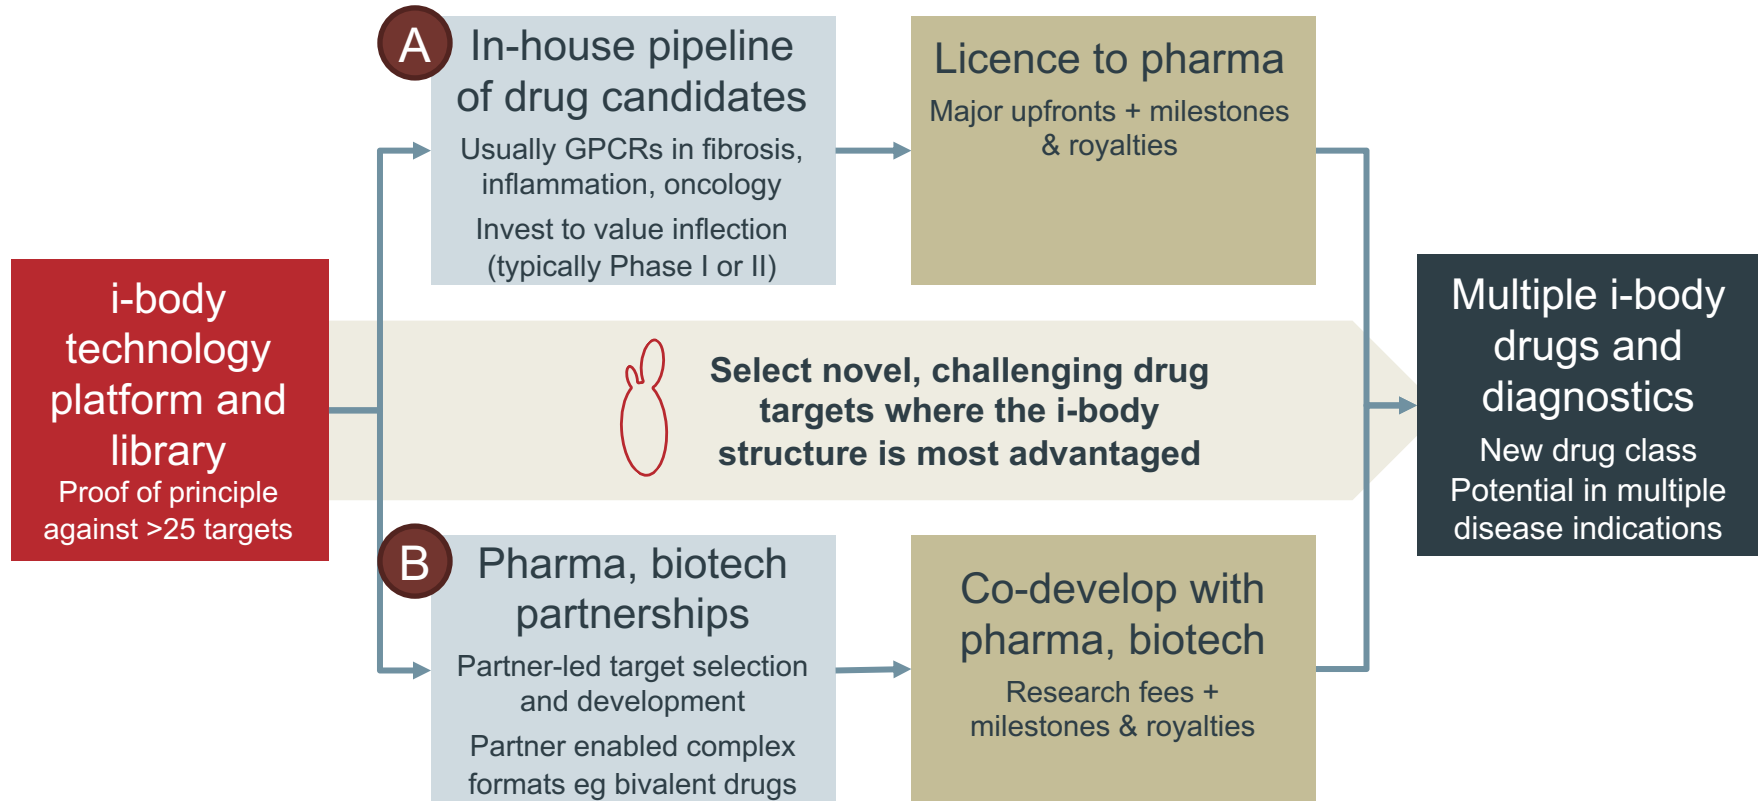 i-body
technology
platform and
library
Proof of principle
against >25 targets
A
In-house pipeline
of drug candidates
Usually GPCRs in fibrosis,
inflammation, oncology
Invest to value inflection
(typically Phase I or II)
Licence to pharma
Major upfronts + milestones
& royalties
Select novel, challenging drug
targets where the i-body
structure is most advantaged
B
Pharma, biotech
partnerships
Partner-led target selection
and development
Partner enabled complex
formats eg bivalent drugs
Co-develop with
pharma, biotech
Research fees +
milestones & royalties
Multiple i-body
drugs and
diagnostics
New drug class
Potential in multiple
disease indications